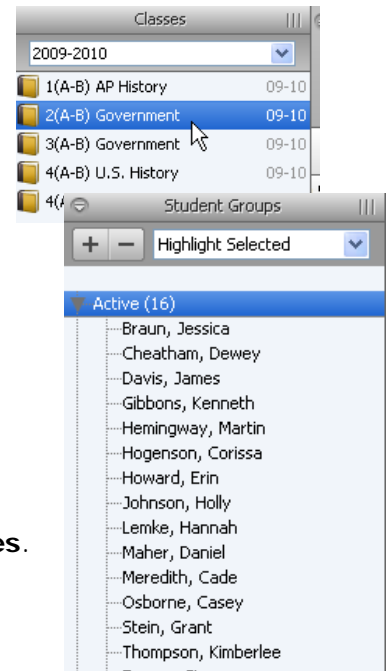 Classes
2009-2010
1(A-B) AP History 09-10
2(A-B) Government 09-10
3(A-B) Government 09-10
4(A-B) U.S. History 09-10
4(A
Student Groups
Highlight Selected
Active (16)
Braun, Jessica
Cheatham, Dewey
Davis, James
Gibbons, Kenneth
Hemingway, Martin
Hogenson, Corissa
Howard, Erin
Johnson, Holly
Lemke, Hannah
es.
Maher, Daniel
Meredith, Cade
Osborne, Casey
Stein, Grant
Thompson, Kimberlee